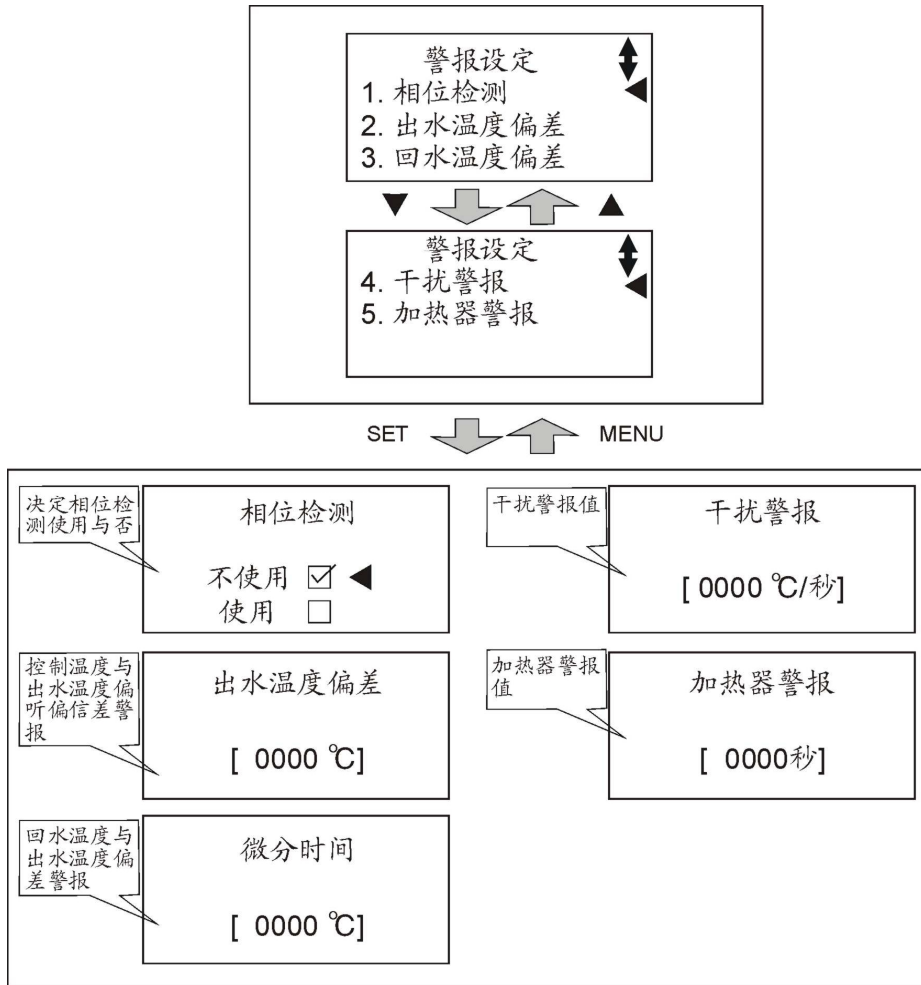 警报设定
1. 相位检测
2. 出水温度偏差
3. 回水温度偏差
警报设定
4. 干扰警报
5. 加热器警报
SET
MENU
决定相位检
测使用与否
相位检测
不使用
使用
干扰警报值
干扰警报
[ 0000 ℃/秒]
控制温度与
出水温度偏
听偏信差警
报
出水温度偏差
[ 0000 ℃]
加热器警报
值
加热器警报
[ 0000秒]
回水温度与
出水温度偏
差警报
微分时间
[ 0000 ℃]